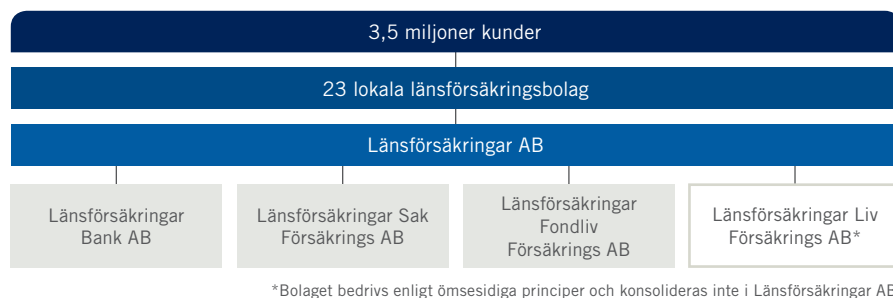 3,5 miljoner kunder
23 lokala länsförsäkringsbolag
Länsförsäkringar AB
Länsförsäkringar
Bank AB
Länsförsäkringar Sak
Försäkrings AB
Länsförsäkringar
Fondliv
Försäkrings AB
Länsförsäkringar Liv
Försäkrings AB*
*Bolaget bedrivs enligt ömsesidiga principer och konsolideras inte i Länsförsäkringar AB